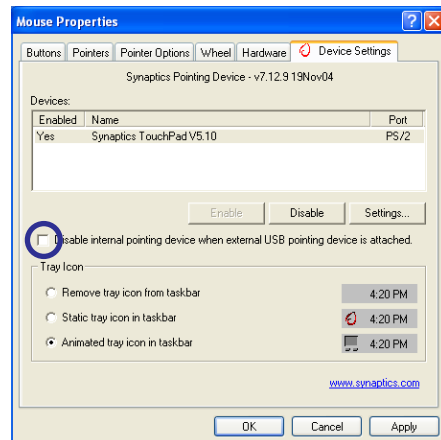 Mouse Properties
Buttons Pointers Pointer Options Wheel Hardware Device Settings
Synaptics Pointing Device - v7.12.9 19Nov04
Devices:
Enabled Name Port
Yes Synaptics TouchPad V5.10 PS/2
Enable Disable Settings...
Disable internal pointing device when external USB pointing device is attached.
Tray Icon
Remove tray icon from taskbar 4:20 PM
Static tray icon in taskbar 4:20 PM
Animated tray icon in taskbar 4:20 PM
www.synaptics.com
OK Cancel Apply